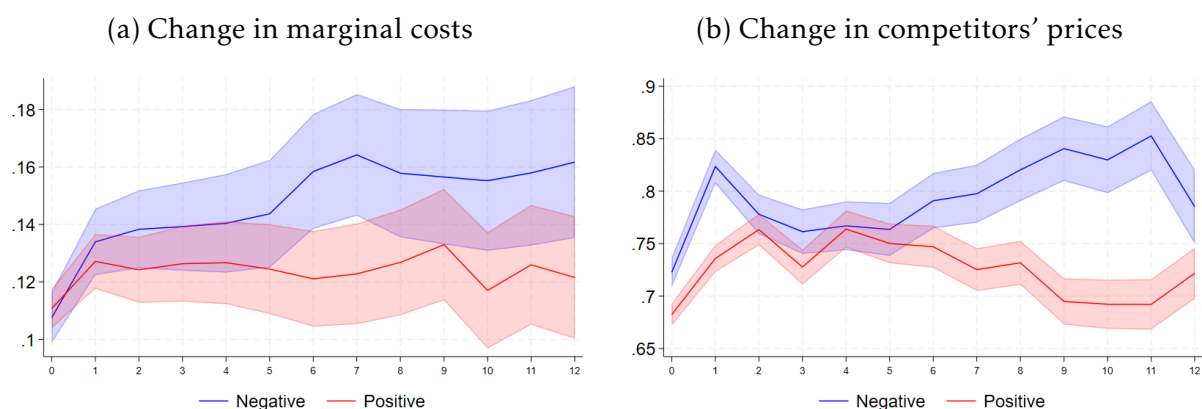 (a) Change in marginal costs
.18
.16
.14
.12
.1
0 1 2 3 4 5 6 7 8 9 10 11 12
Negative Positive
(b) Change in competitors' prices
.9
.85
.8
.75
.7
.65
0 1 2 3 4 5 6 7 8 9 10 11 12
Negative Positive